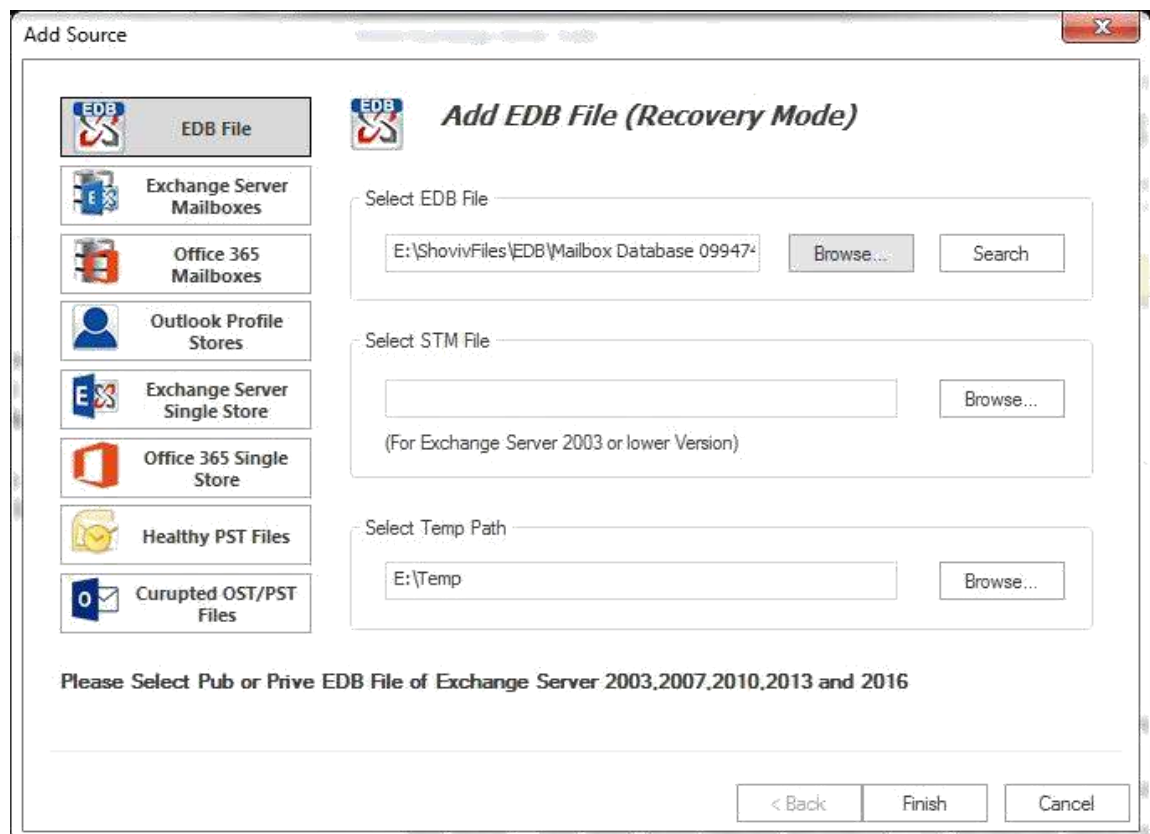 Add Source
EDB
EDB File
Exchange Server
Mailboxes
Office 365
Mailboxes
Outlook Profile
Stores
Exchange Server
Single Store
Office 365 Single
Store
Healthy PST Files
Curupted OST/PST
Files
EDB
Add EDB File (Recovery Mode)
Select EDB File
E:\ShovivFiles\EDB\Mailbox Database 099474
Browse...
Search
Select STM File
Browse...
(For Exchange Server 2003 or lower Version)
Select Temp Path
E:\Temp
Browse...
Please Select Pub or Prive EDB File of Exchange Server 2003,2007,2010,2013 and 2016
< Back
Finish
Cancel